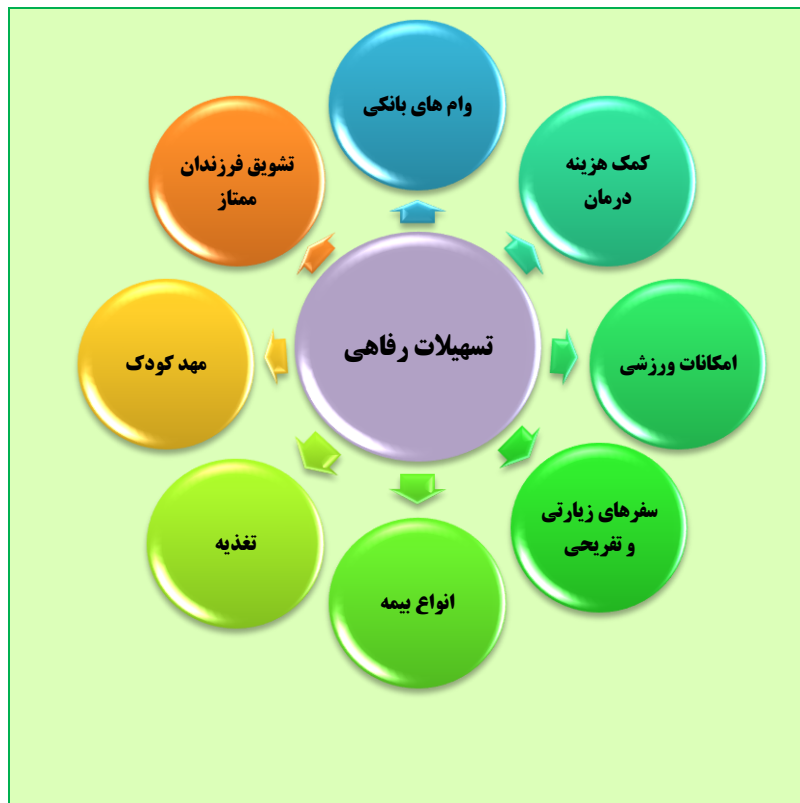 وام های بانکی
کمک هزینه
درمان
امکانات ورزشی
سفرهای زیارتی
و تفریحی
انواع بیمه
تغذیه
مهد کودک
تشویق فرزندان
ممتاز
تسهیلات رفاهی